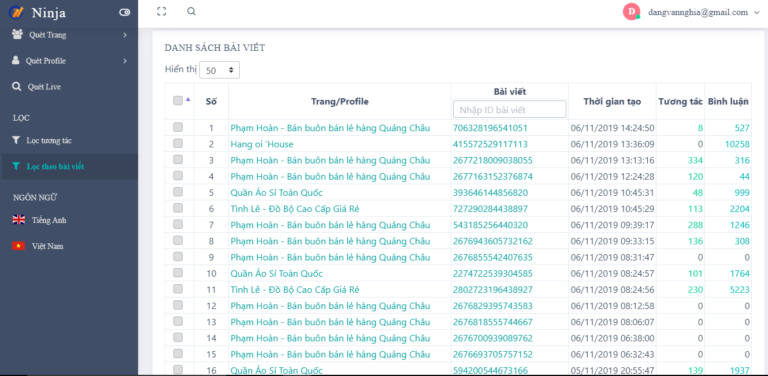 Ninja
dangvannghia@gmail.com
D
Quét Trang
Quét Profile
Quét Live
LỌC
Lọc tương tác
Lọc theo bài viết
NGÔN NGỮ
Tiếng Anh
Việt Nam
DANH SÁCH BÀI VIẾT
Hiển thị 50
Số Trang/Profile Bài viết Thời gian tạo Tương tác Bình luận
Nhập ID bài viết
1 Phạm Hoàn - Bán buôn bán lẻ hàng Quảng Châu 706328196541051 06/11/2019 14:24:50 8 527
2 Hang oi 'House 415572529117113 06/11/2019 13:36:09 0 10258
3 Phạm Hoàn - Bán buôn bán lẻ hàng Quảng Châu 2677218009038055 06/11/2019 13:13:16 334 316
4 Phạm Hoàn - Bán buôn bán lẻ hàng Quảng Châu 2677163152376874 06/11/2019 12:24:28 120 44
5 Quần Áo Sỉ Toàn Quốc 393646144856820 06/11/2019 10:45:31 48 999
6 Tình Lê - Đồ Bộ Cao Cấp Giá Rẻ 727290284438897 06/11/2019 10:45:29 113 2204
7 Phạm Hoàn - Bán buôn bán lẻ hàng Quảng Châu 543185256440320 06/11/2019 09:39:17 288 1246
8 Phạm Hoàn - Bán buôn bán lẻ hàng Quảng Châu 2676943605732162 06/11/2019 09:33:15 136 308
9 Phạm Hoàn - Bán buôn bán lẻ hàng Quảng Châu 2676855542407635 06/11/2019 08:31:47 0 0
10 Quần Áo Sỉ Toàn Quốc 2274722539304585 06/11/2019 08:24:57 101 1764
11 Tình Lê - Đồ Bộ Cao Cấp Giá Rẻ 2802723196438927 06/11/2019 08:24:56 230 5223
12 Phạm Hoàn - Bán buôn bán lẻ hàng Quảng Châu 2676829395743583 06/11/2019 08:12:58 0 0
13 Phạm Hoàn - Bán buôn bán lẻ hàng Quảng Châu 2676818555744667 06/11/2019 08:06:07 0 0
14 Phạm Hoàn - Bán buôn bán lẻ hàng Quảng Châu 2676700939089762 06/11/2019 06:38:00 0 0
15 Phạm Hoàn - Bán buôn bán lẻ hàng Quảng Châu 2676693705757152 06/11/2019 06:32:43 0 0
16 Quần Áo Sỉ Toàn Quốc 594200544673166 05/11/2019 20:55:47 139 1937